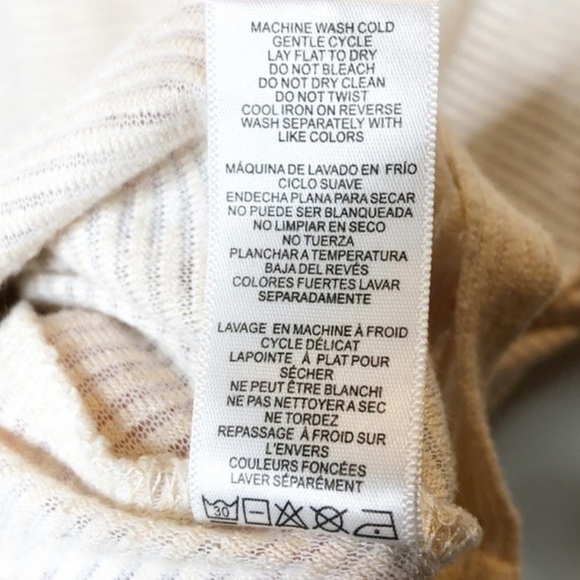 MACHINE WASH COLD
GENTLE CYCLE
LAY FLAT TO DRY
DO NOT BLEACH
DO NOT DRY CLEAN
DO NOT TWIST
COOL IRON ON REVERSE
WASH SEPARATELY WITH
LIKE COLORS
MÁQUINA DE LAVADO EN FRÍO
CICLO SUAVE
ENDECHA PLANA PARA SECAR
NO PUEDE SER BLANQUEADA
NO LIMPIAR EN SECO
NO TUERZA
PLANCHAR A TEMPERATURA
BAJA DEL REVÉS
COLORES FUERTES LAVAR
SEPARADAMENTE
LAVAGE EN MACHINE À FROID
CYCLE DÉLICAT
LAPOINTE À PLAT POUR
SÉCHER
NE PEUT ÊTRE BLANCHI
NE PAS NETTOYER A SEC
NE TORDEZ
REPASSAGE À FROID SUR
L'ENVERS
COULEURS FONCÉES
LAVER SÉPARÉMENT
30